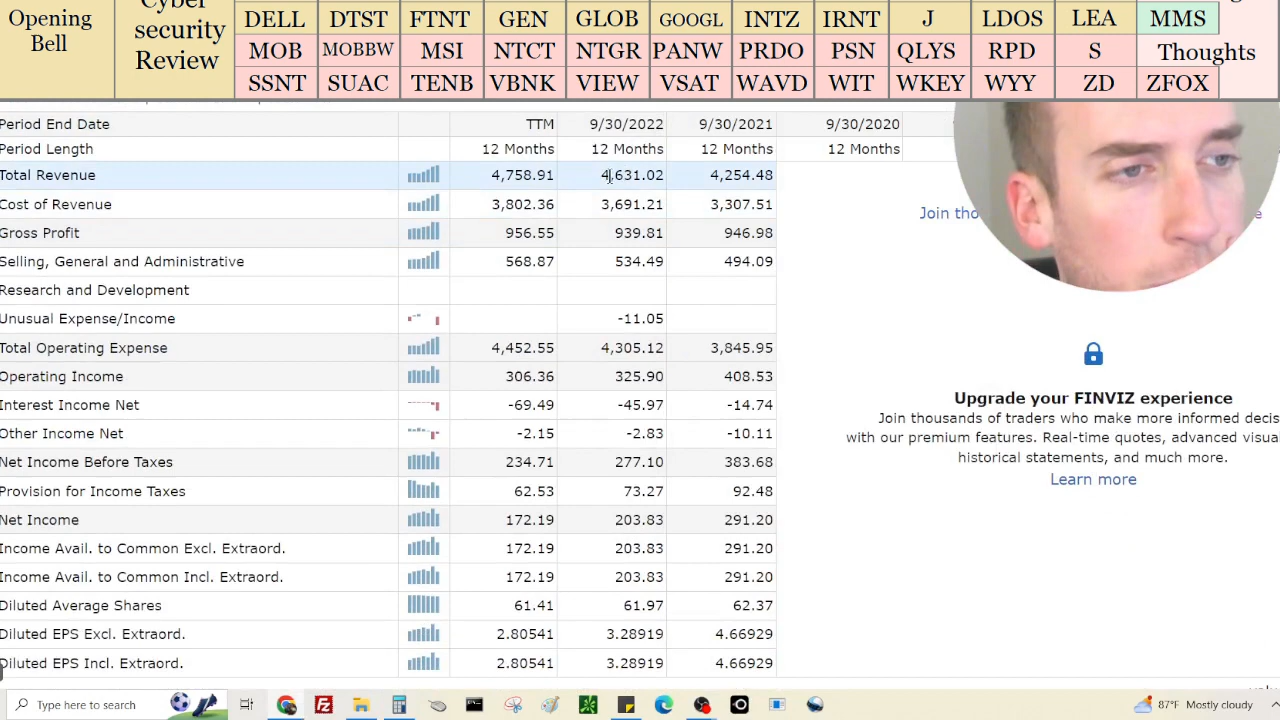 Opening
Bell
Cyber
security
Review
DELL DTST FTNT GEN GLOB GOOGL INTZ IRNT J LDOS LEA MMS
MOB MOBBW MSI NTCT NTGR PANW PRDO PSN QLYS RPD S Thoughts
SSNT SUAC TENB VBNK VIEW VSAT WAVD WIT WKEY WYY ZD ZFOX
Period End Date TTM 9/30/2022 9/30/2021 9/30/2020
Period Length 12 Months 12 Months 12 Months 12 Months
Total Revenue 4,758.91 4,631.02 4,254.48
Cost of Revenue 3,802.36 3,691.21 3,307.51
Gross Profit 956.55 939.81 946.98
Selling, General and Administrative 568.87 534.49 494.09
Research and Development
Unusual Expense/Income -11.05
Total Operating Expense 4,452.55 4,305.12 3,845.95
Operating Income 306.36 325.90 408.53
Interest Income Net -69.49 -45.97 -14.74
Other Income Net -2.15 -2.83 -10.11
Net Income Before Taxes 234.71 277.10 383.68
Provision for Income Taxes 62.53 73.27 92.48
Net Income 172.19 203.83 291.20
Income Avail. to Common Excl. Extraord. 172.19 203.83 291.20
Income Avail. to Common Incl. Extraord. 172.19 203.83 291.20
Diluted Average Shares 61.41 61.97 62.37
Diluted EPS Excl. Extraord. 2.80541 3.28919 4.66929
Diluted EPS Incl. Extraord. 2.80541 3.28919 4.66929
Join tho
Upgrade your FINVIZ experience
Join thousands of traders who make more informed decis
with our premium features. Real-time quotes, advanced visua
historical statements, and much more.
Learn more
Type here to search
87°F Mostly cloudy